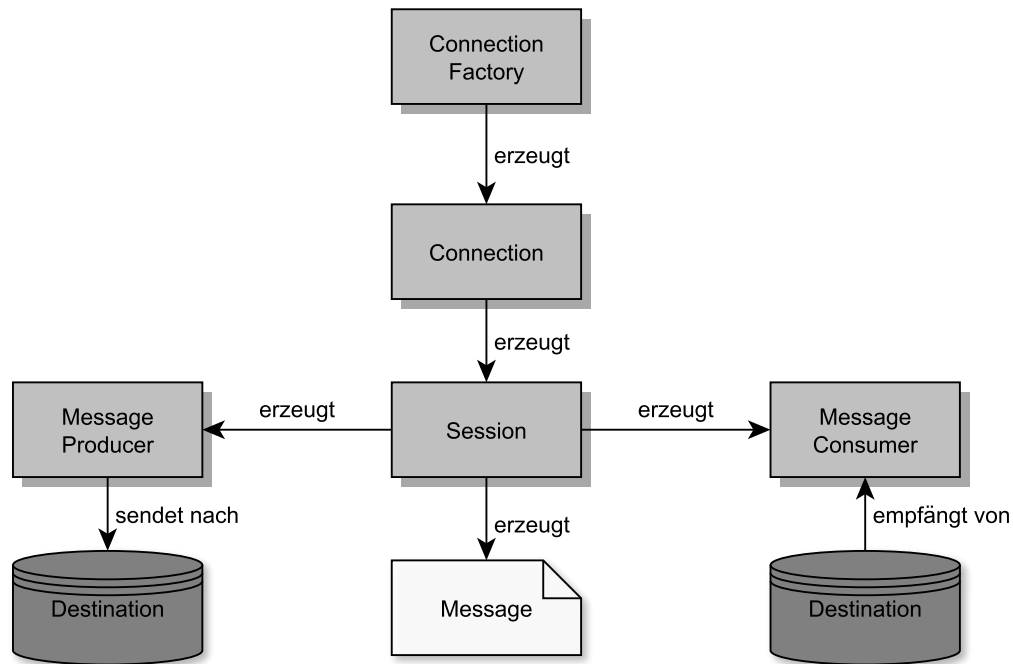 Connection
Factory
erzeugt
Connection
erzeugt
Message
Producer
erzeugt
Session
erzeugt
Message
Consumer
sendet nach
erzeugt
empfängt von
Destination
Message
Destination